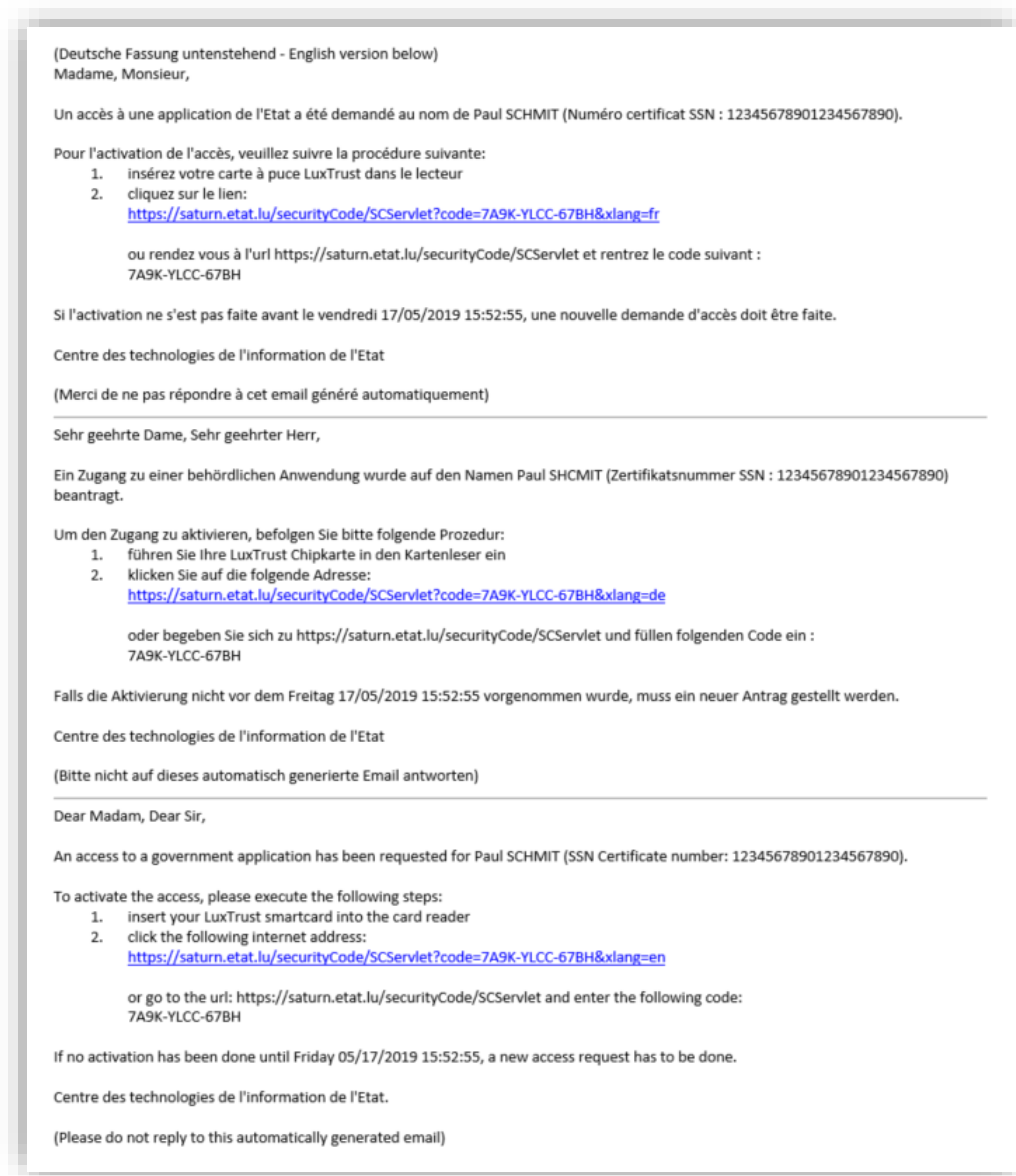 (Deutsche Fassung untenstehend - English version below)
Madame, Monsieur,
Un accès à une application de l'Etat a été demandé au nom de Paul SCHMIT (Numéro certificat SSN : 12345678901234567890).
Pour l'activation de l'accès, veuillez suivre la procédure suivante:
1. insérez votre carte à puce LuxTrust dans le lecteur
2. cliquez sur le lien:
https://saturn.etat.lu/securityCode/SCServlet?code=7A9K-YLCC-67BH&xlang=fr
ou rendez vous à l'url https://saturn.etat.lu/securityCode/SCServlet et rentrez le code suivant :
7A9K-YLCC-67BH
Si l'activation ne s'est pas faite avant le vendredi 17/05/2019 15:52:55, une nouvelle demande d'accès doit être faite.
Centre des technologies de l'information de l'Etat
(Merci de ne pas répondre à cet email généré automatiquement)
Sehr geehrte Dame, Sehr geehrter Herr,
Ein Zugang zu einer behördlichen Anwendung wurde auf den Namen Paul SHCMIT (Zertifikatsnummer SSN : 12345678901234567890)
beantragt.
Um den Zugang zu aktivieren, befolgen Sie bitte folgende Prozedur:
1. führen Sie Ihre LuxTrust Chipkarte in den Kartenleser ein
2. klicken Sie auf die folgende Adresse:
https://saturn.etat.lu/securityCode/SCServlet?code=7A9K-YLCC-67BH&xlang=de
oder begeben Sie sich zu https://saturn.etat.lu/securityCode/SCServlet und füllen folgenden Code ein :
7A9K-YLCC-67BH
Falls die Aktivierung nicht vor dem Freitag 17/05/2019 15:52:55 vorgenommen wurde, muss ein neuer Antrag gestellt werden.
Centre des technologies de l'information de l'Etat
(Bitte nicht auf dieses automatisch generierte Email antworten)
Dear Madam, Dear Sir,
An access to a government application has been requested for Paul SCHMIT (SSN Certificate number: 12345678901234567890).
To activate the access, please execute the following steps:
1. insert your LuxTrust smartcard into the card reader
2. click the following internet address:
https://saturn.etat.lu/securityCode/SCServlet?code=7A9K-YLCC-67BH&xlang=en
or go to the url: https://saturn.etat.lu/securityCode/SCServlet and enter the following code:
7A9K-YLCC-67BH
If no activation has been done until Friday 05/17/2019 15:52:55, a new access request has to be done.
Centre des technologies de l'information de l'Etat.
(Please do not reply to this automatically generated email)